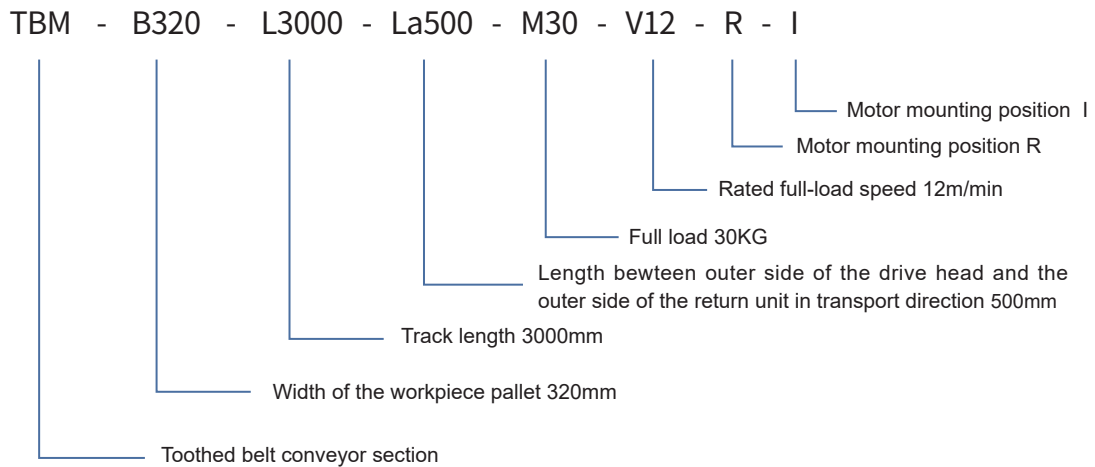 TBM - B320 - L3000 - La500 - M30 - V12 - R - I
Motor mounting position I
Motor mounting position R
Rated full-load speed 12m/min
Full load 30KG
Length bewteen outer side of the drive head and the
outer side of the return unit in transport direction 500mm
Track length 3000mm
Width of the workpiece pallet 320mm
Toothed belt conveyor section